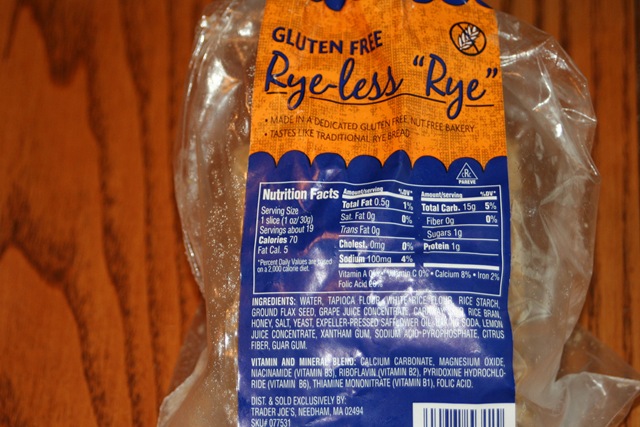 GLUTEN FREE
Rye-less "Rye"
• MADE IN A DEDICATED GLUTEN FREE, NUT FREE BAKERY
• TASTES LIKE TRADITIONAL RYE BREAD
PAREVE
Nutrition Facts
Serving Size
1 slice (1 oz/30g)
Servings about 19
Calories 70
Fat Cal. 5
*Percent Daily Values are based
on a 2,000 calorie diet.
Amount/serving %DV*
Total Fat 0.5g 1%
Sat. Fat 0g 0%
Trans Fat 0g
Cholest. 0mg 0%
Sodium 100mg 4%
Amount/serving %DV*
Total Carb. 15g 5%
Fiber 0g 0%
Sugars 1g
Protein 1g
Vitamin A • Vitamin C 0% • Calcium 8% • Iron 2%
Folic Acid
INGREDIENTS: WATER, TAPIOCA FLOUR, WHITE RICE FLOUR, RICE STARCH,
GROUND FLAX SEED, GRAPE JUICE CONCENTRATE, RICE BRAN,
HONEY, SALT, YEAST, EXPELLER-PRESSED SAFFLOWER OIL, SODA, LEMON
JUICE CONCENTRATE, XANTHAM GUM, SODIUM ACID PYROPHOSPHATE, CITRUS
FIBER, GUAR GUM.
VITAMIN AND MINERAL BLEND: CALCIUM CARBONATE, MAGNESIUM OXIDE,
NIACINAMIDE (VITAMIN B3), RIBOFLAVIN (VITAMIN B2), PYRIDOXINE HYDROCHLO-
RIDE (VITAMIN B6), THIAMINE MONONITRATE (VITAMIN B1), FOLIC ACID.
DIST. & SOLD EXCLUSIVELY BY:
TRADER JOE'S, NEEDHAM, MA 02494
SKU# 077531